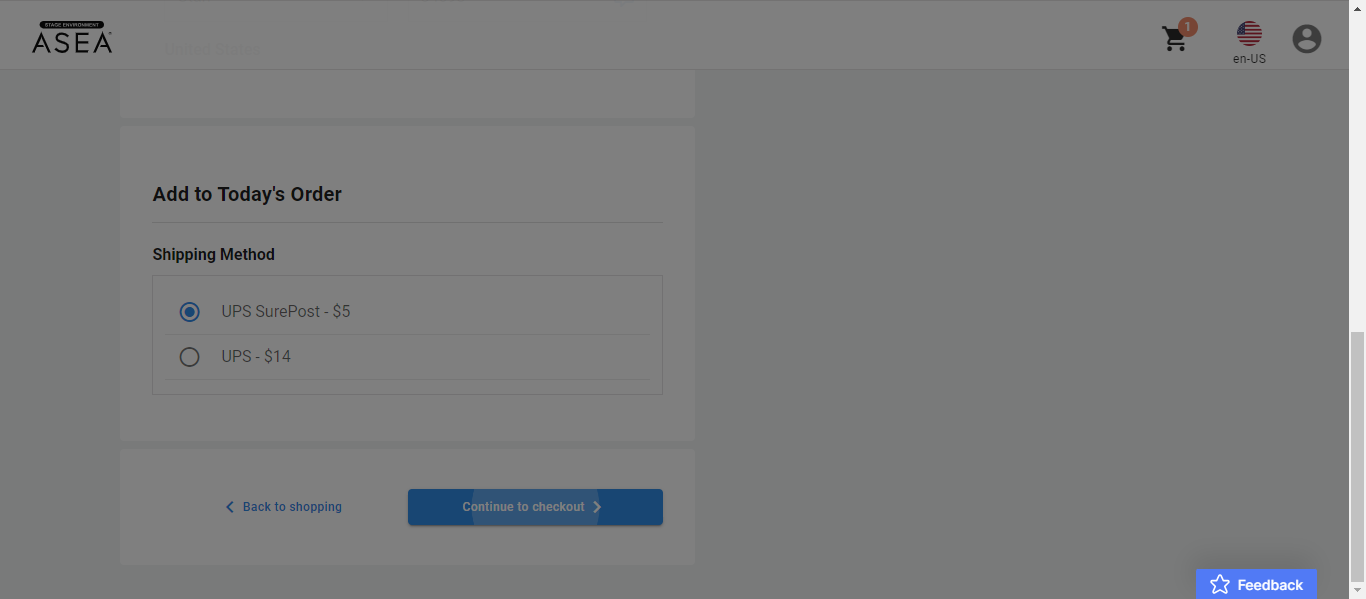 STAGE ENVIRONMENT
ASEA
United States
1
en-US
Add to Today's Order
Shipping Method
UPS SurePost - $5
UPS - $14
Back to shopping
Continue to checkout
Feedback